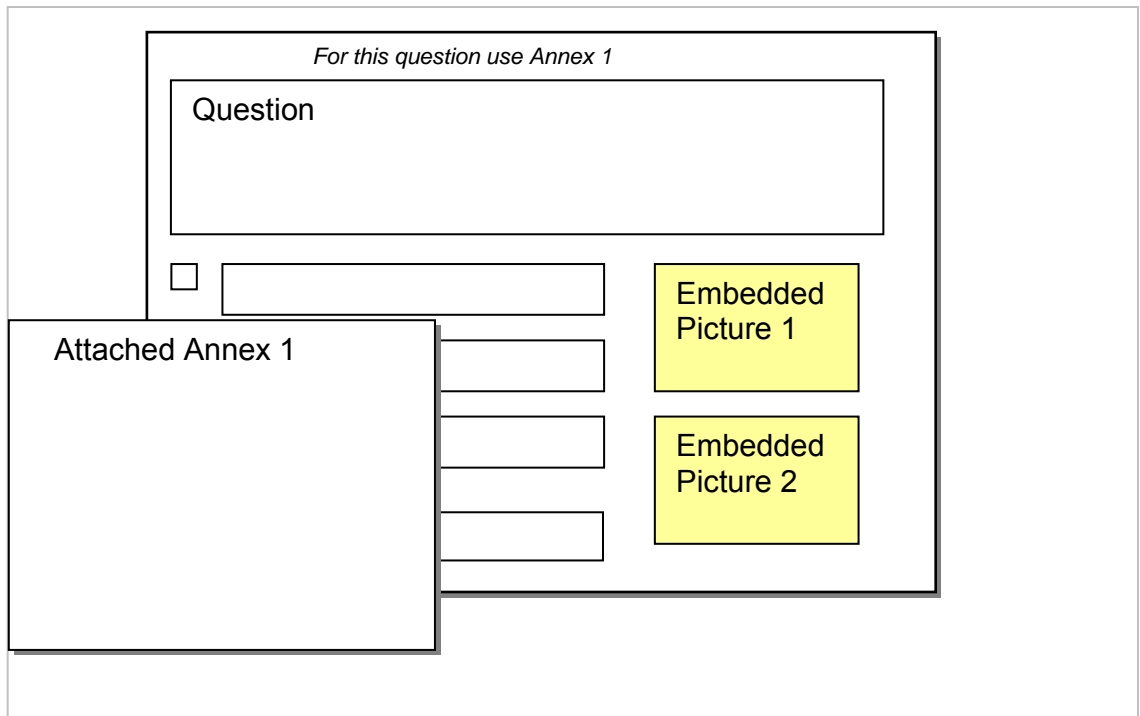 For this question use Annex 1
Question
Embedded
Picture 1
Attached Annex 1
Embedded
Picture 2